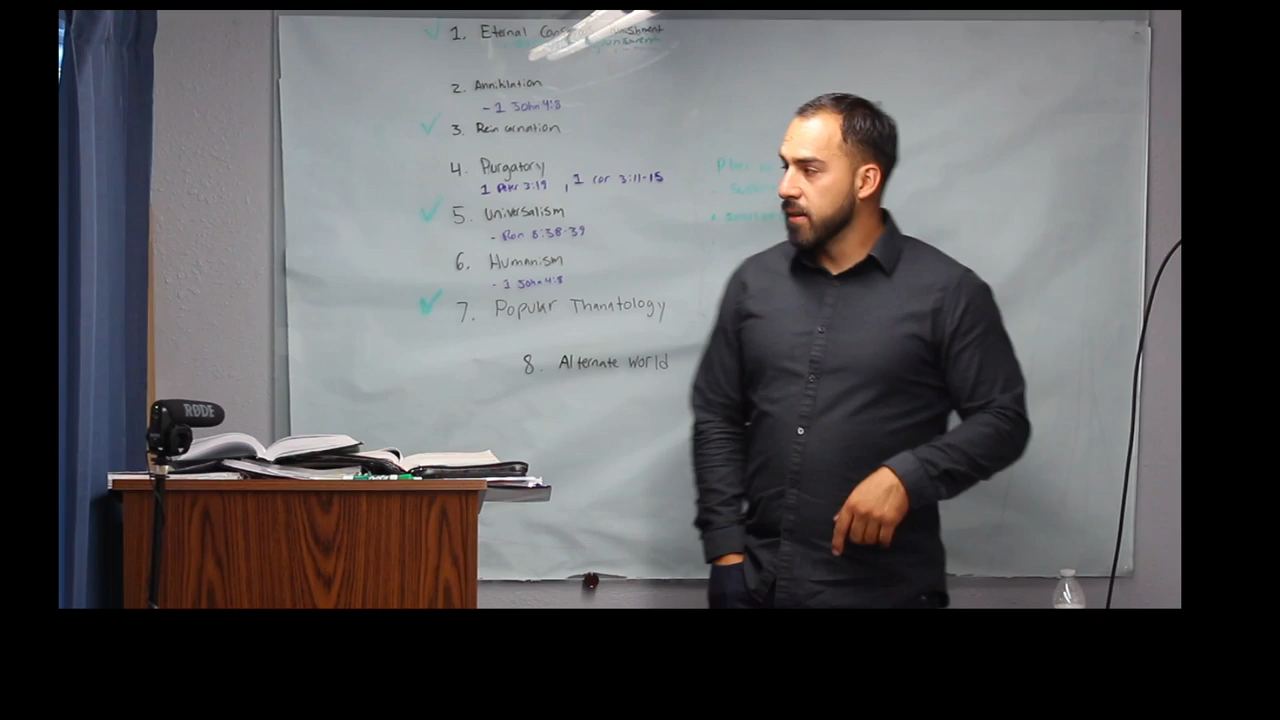 1. Eternal
2. Annihilation
- 1 John 4:8
3. Reincarnation
4. Purgatory
1 Peter 3:19 , 1 cor 3:11-15
5. Universalism
- Rom 8:38-39
6. Humanism
- 1 John 4:8
7. Popular Thanatology
8. Alternate World
RØDE